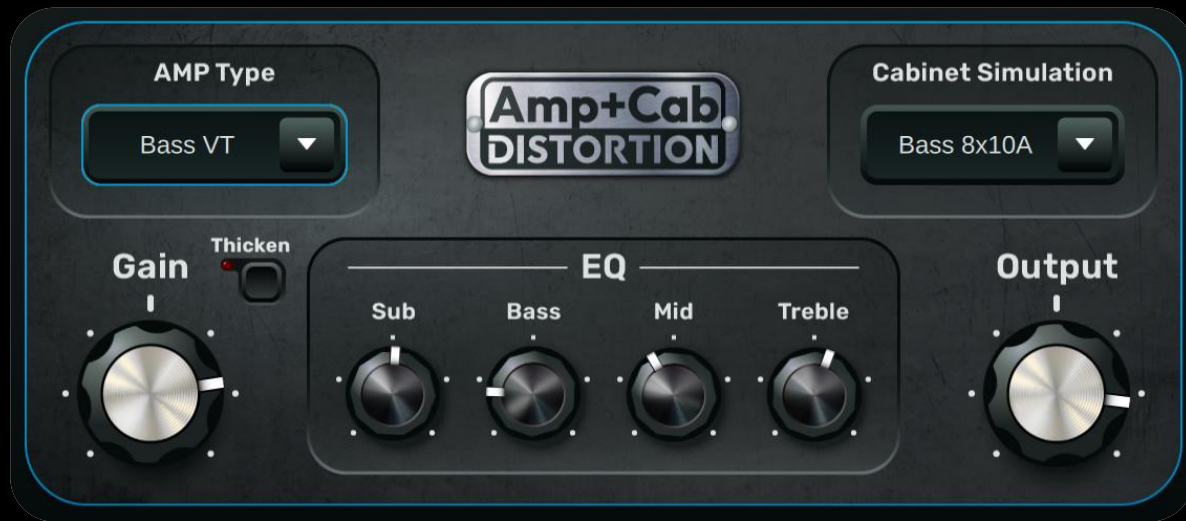 AMP Type
Bass VT
Amp+Cab
DISTORTION
Cabinet Simulation
Bass 8x10A
Gain
Thicken
EQ
Sub
Bass
Mid
Treble
Output